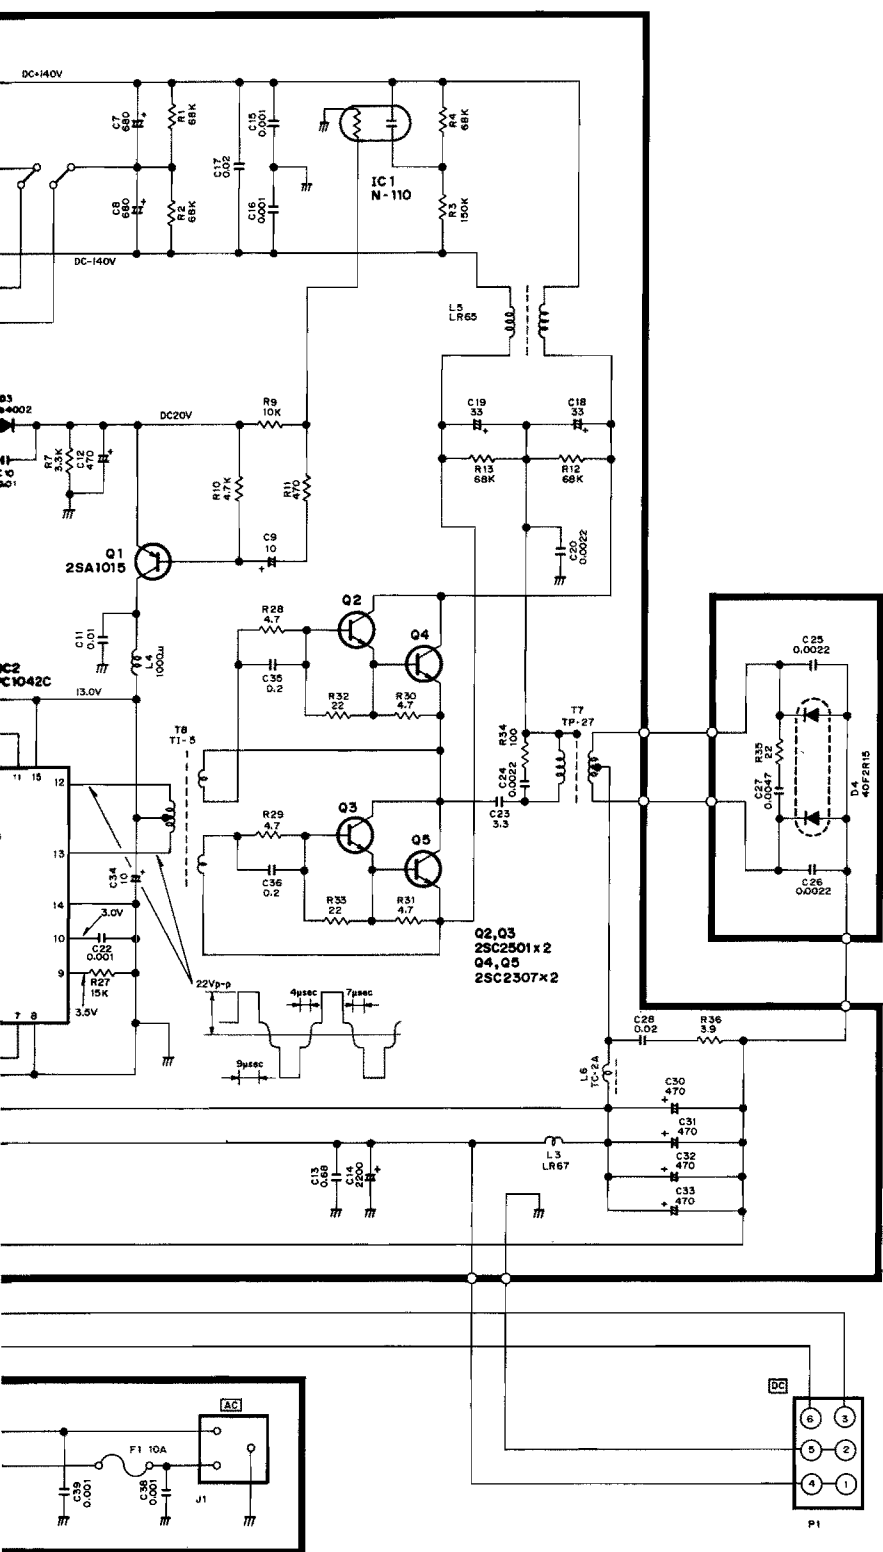 DC+140V
C7
680
+
R1
68K
C15
0.001
R4
68K
C17
0.02
IC1
N-110
C8
680
+
R2
68K
C16
0.001
R3
150K
DC-140V
L5
LR65
D3
4002
DC20V
R9
10K
C19
33
+
C18
33
+
R7
3.3K
C12
470
+
R10
4.7K
R11
470
R13
68K
R12
68K
Q1
2SA1015
C9
10
+
C20
0.0022
C11
0.01
L4
1000μ
R28
4.7
Q2
Q4
C35
0.2
R32
22
R30
4.7
C25
0.0022
IC2
PC1042C
13.0V
T8
TI-5
R34
100
T7
TP-27
R35
22
D4
40F2R15
11 15
12
C24
0.0022
C27
0.0047
R29
4.7
Q3
Q5
C23
3.3
13
C34
10
+
C36
0.2
R33
22
R31
4.7
C26
0.0022
14
3.0V
10
C22
0.001
9
R27
15K
3.5V
Q2,Q3
2SC2501×2
Q4,Q5
2SC2307×2
22Vp-p
4μsec
7μsec
9μsec
7 8
C28
0.02
R36
3.9
L6
TC-2A
C30
+ 470
C31
+ 470
C32
+ 470
C33
+ 470
C13
0.68
C14
2200
+
L3
LR67
DC
6 3
5 2
4 1
P1
AC
F1 10A
C39
0.001
C38
0.001
J1